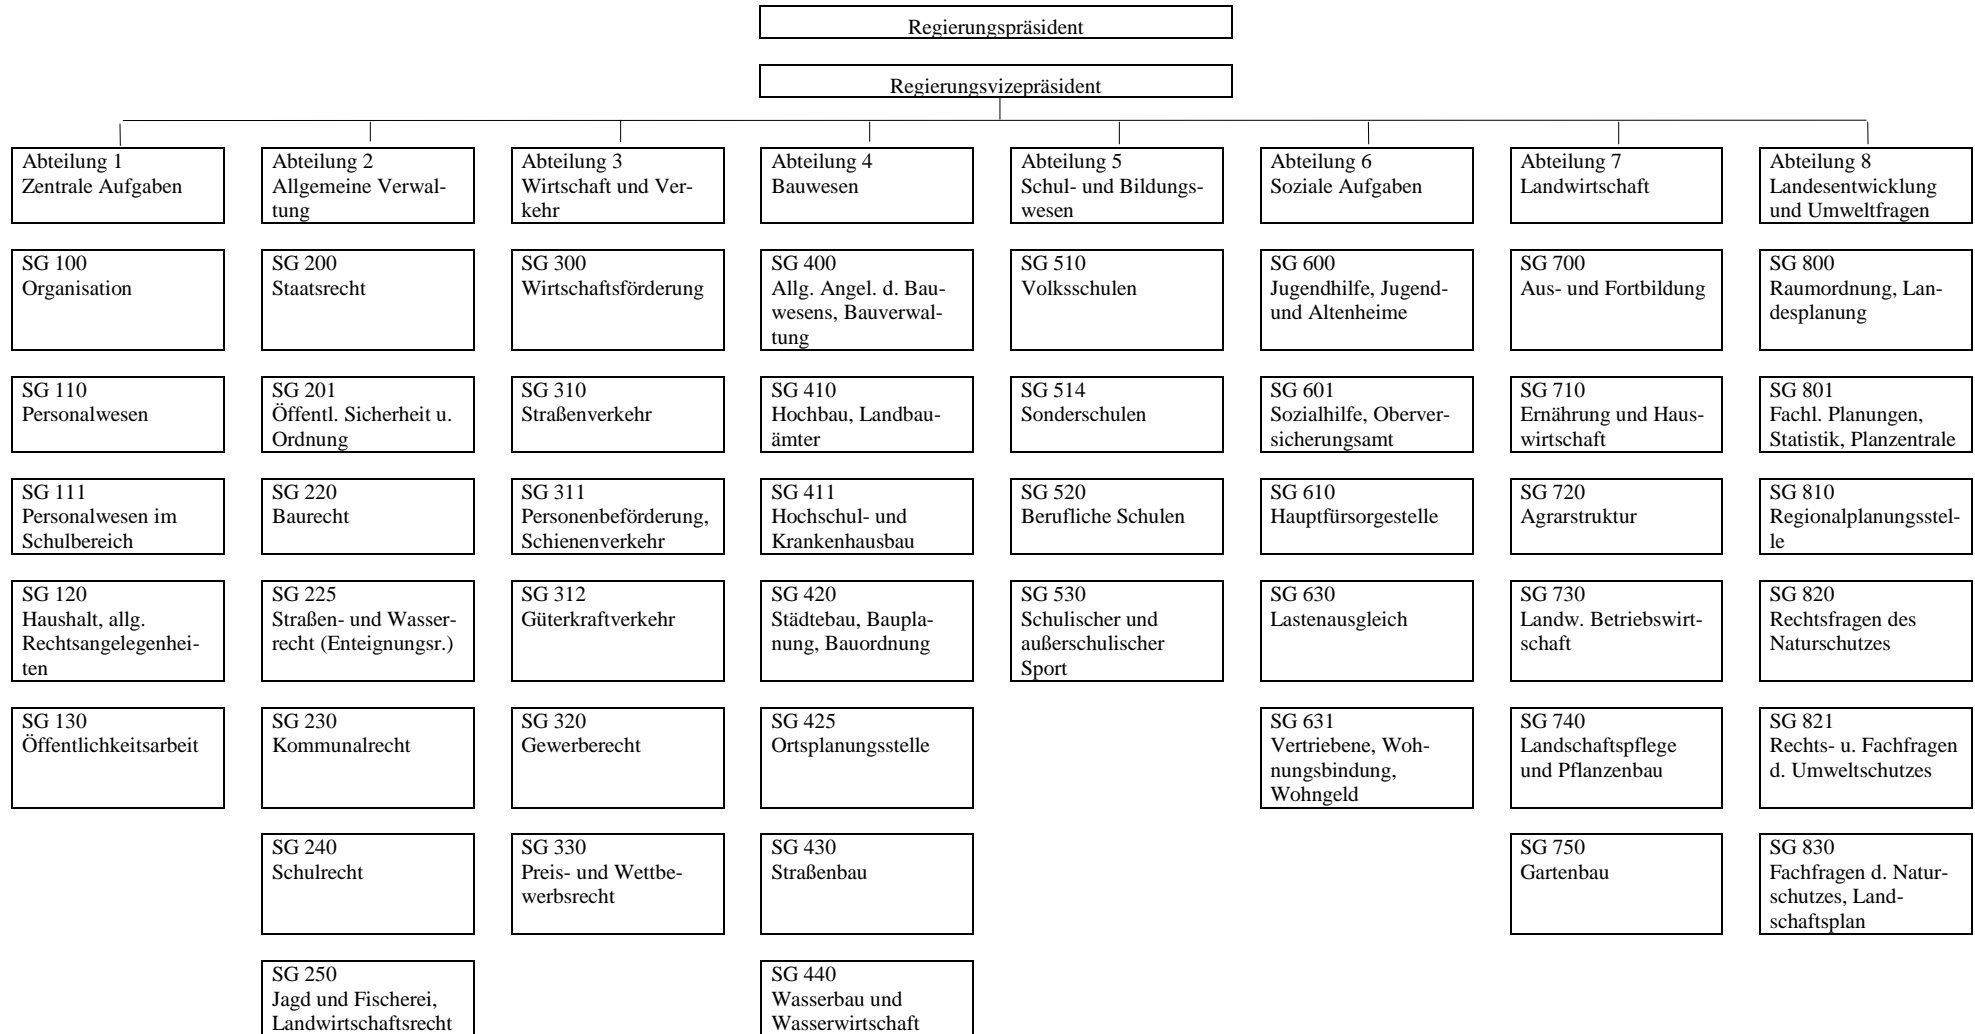 Regierungspräsident
Regierungsvizepräsident
Abteilung 1
Zentrale Aufgaben
Abteilung 2
Allgemeine Verwal-
tung
Abteilung 3
Wirtschaft und Ver-
kehr
Abteilung 4
Bauwesen
Abteilung 5
Schul- und Bildungs-
wesen
Abteilung 6
Soziale Aufgaben
Abteilung 7
Landwirtschaft
Abteilung 8
Landesentwicklung
und Umweltfragen
SG 100
Organisation
SG 200
Staatsrecht
SG 300
Wirtschaftsförderung
SG 400
Allg. Angel. d. Bau-
wesens, Bauverwal-
tung
SG 510
Volksschulen
SG 600
Jugendhilfe, Jugend-
und Altenheime
SG 700
Aus- und Fortbildung
SG 800
Raumordnung, Lan-
desplanung
SG 110
Personalwesen
SG 201
Öffentl. Sicherheit u.
Ordnung
SG 310
Straßenverkehr
SG 410
Hochbau, Landbau-
ämter
SG 514
Sonderschulen
SG 601
Sozialhilfe, Oberver-
sicherungsamt
SG 710
Ernährung und Haus-
wirtschaft
SG 801
Fachl. Planungen,
Statistik, Planzentrale
SG 111
Personalwesen im
Schulbereich
SG 220
Baurecht
SG 311
Personenbeförderung,
Schienenverkehr
SG 411
Hochschul- und
Krankenhausbau
SG 520
Berufliche Schulen
SG 610
Hauptfürsorgestelle
SG 720
Agrarstruktur
SG 810
Regionalplanungsstel-
le
SG 120
Haushalt, allg.
Rechtsangelegenhei-
ten
SG 225
Straßen- und Wasser-
recht (Enteignungsr.)
SG 312
Güterkraftverkehr
SG 420
Städtebau, Baupla-
nung, Bauordnung
SG 530
Schulischer und
außerschulischer
Sport
SG 630
Lastenausgleich
SG 730
Landw. Betriebswirt-
schaft
SG 820
Rechtsfragen des
Naturschutzes
SG 130
Öffentlichkeitsarbeit
SG 230
Kommunalrecht
SG 320
Gewerberecht
SG 425
Ortsplanungsstelle
SG 631
Vertriebene, Woh-
nungsbindung,
Wohngeld
SG 740
Landschaftspflege
und Pflanzenbau
SG 821
Rechts- u. Fachfragen
d. Umweltschutzes
SG 240
Schulrecht
SG 330
Preis- und Wettbe-
werbsrecht
SG 430
Straßenbau
SG 750
Gartenbau
SG 830
Fachfragen d. Natur-
schutzes, Land-
schaftsplan
SG 250
Jagd und Fischerei,
Landwirtschaftsrecht
SG 440
Wasserbau und
Wasserwirtschaft